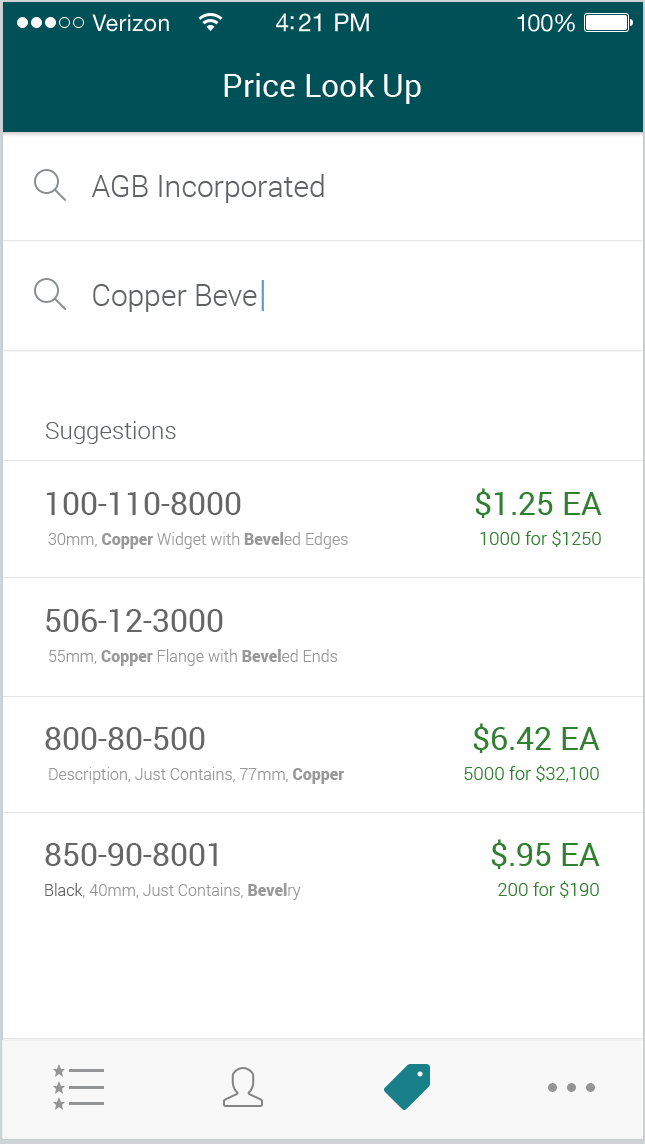 Verizon 4:21 PM 100%
Price Look Up
AGB Incorporated
Copper Beve
Suggestions
100-110-8000 $1.25 EA
30mm, Copper Widget with Beveled Edges 1000 for $1250
506-12-3000
55mm, Copper Flange with Beveled Ends
800-80-500 $6.42 EA
Description, Just Contains, 77mm, Copper 5000 for $32,100
850-90-8001 $.95 EA
Black, 40mm, Just Contains, Bevelry 200 for $190